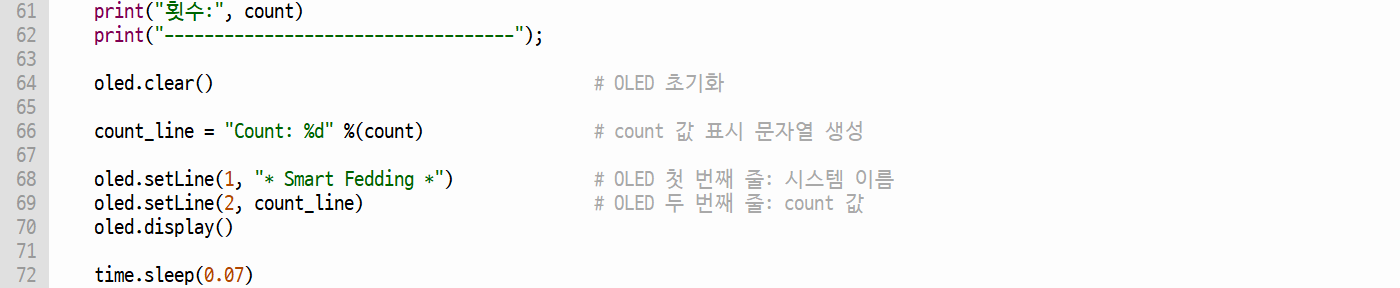 61 print("횟수:", count)
62 print("-----------------------------------");
63
64 oled.clear() # OLED 초기화
65
66 count_line = "Count: %d" %(count) # count 값 표시 문자열 생성
67
68 oled.setLine(1, "* Smart Fedding *") # OLED 첫 번째 줄: 시스템 이름
69 oled.setLine(2, count_line) # OLED 두 번째 줄: count 값
70 oled.display()
71
72 time.sleep(0.07)